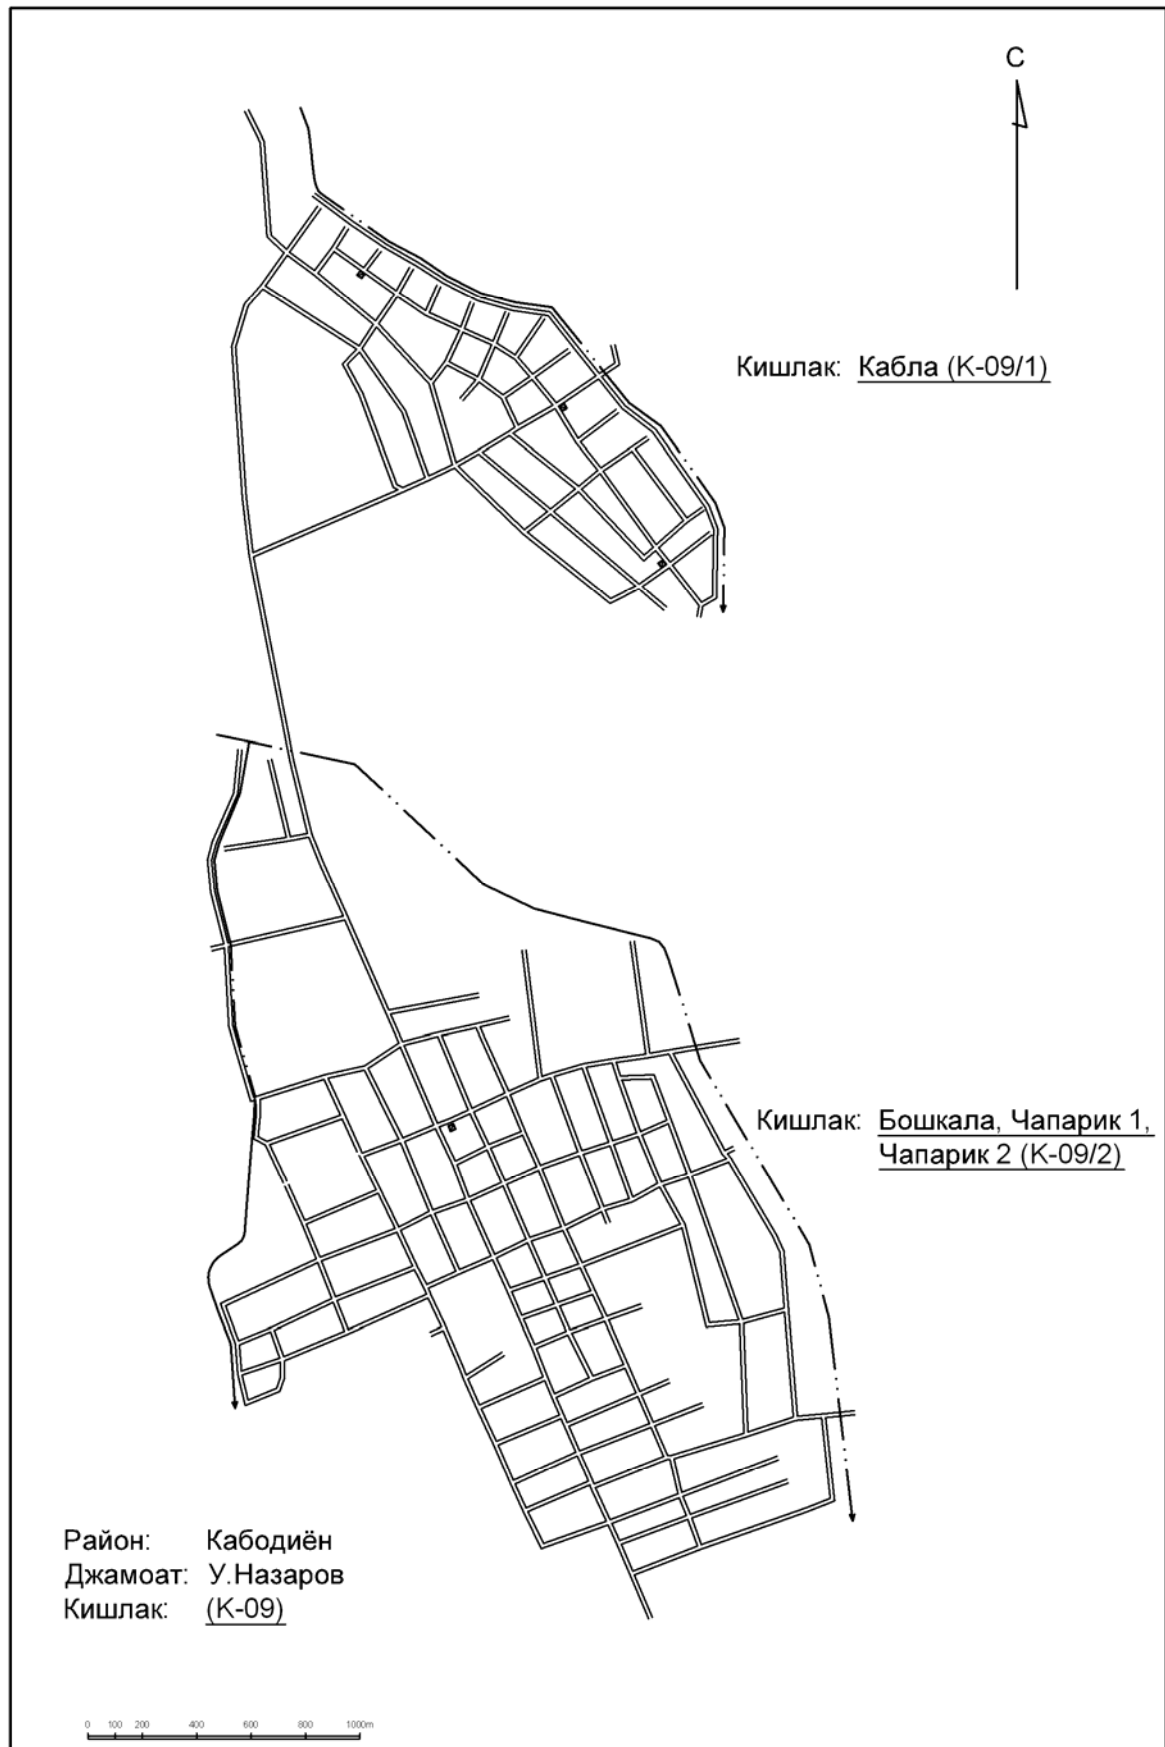 С
Кишлак: Кабла (К-09/1)
Кишлак: Бошкала, Чапарик 1,
Чапарик 2 (К-09/2)
Район: Кабодиён
Джамоат: У.Назаров
Кишлак: (К-09)
0 100 200 400 600 800 1000m